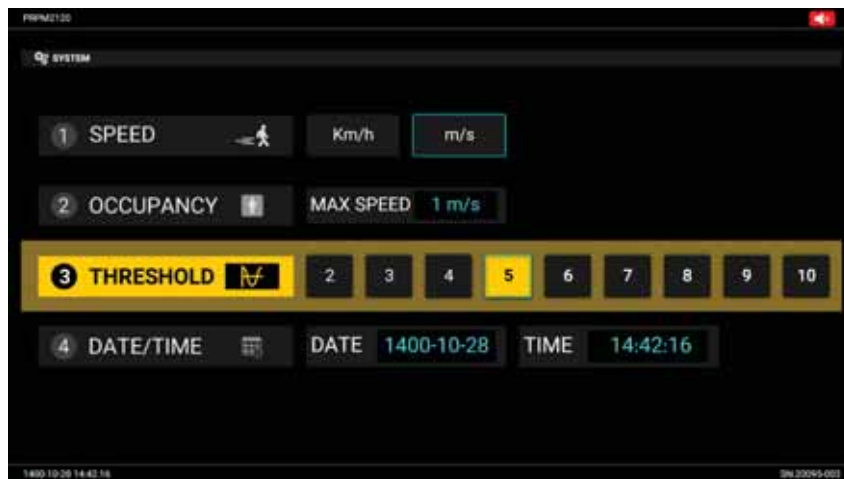 PRPM2120
SYSTEM
1 SPEED Km/h m/s
2 OCCUPANCY MAX SPEED 1 m/s
3 THRESHOLD 2 3 4 5 6 7 8 9 10
4 DATE/TIME DATE 1400-10-28 TIME 14:42:16
1400-10-28 14:42:16 SN:20095-003